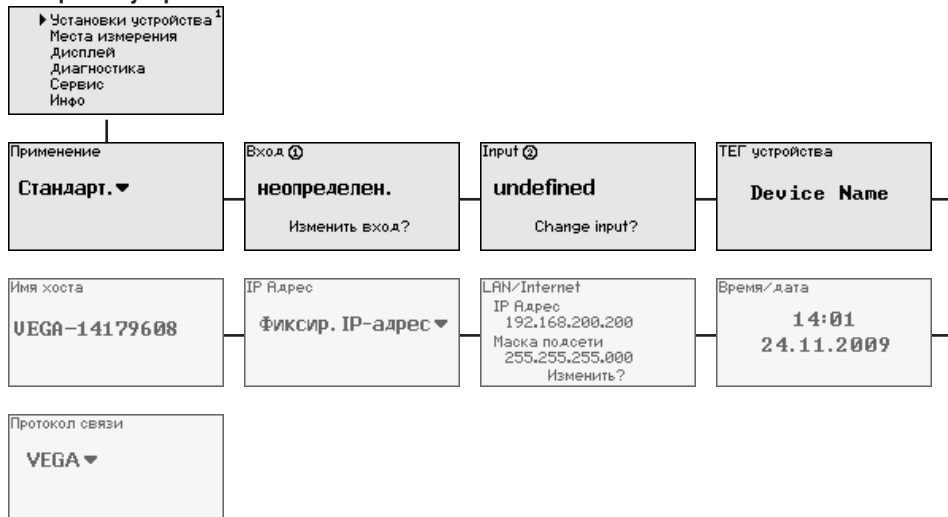 ▶Установки устройства 1
Места измерения
Дисплей
Диагностика
Сервис
Инфо
Применение
Стандарт.▼
Вход ①
неопределен.
Изменить вход?
Input ②
undefined
Change input?
ТЕГ устройства
Device Name
Имя хоста
VEGA-14179608
IP Адрес
Фиксир. IP-адрес▼
LAN/Internet
IP Адрес
192.168.200.200
Маска подсети
255.255.255.000
Изменить?
Время/дата
14:01
24.11.2009
Протокол связи
VEGA▼